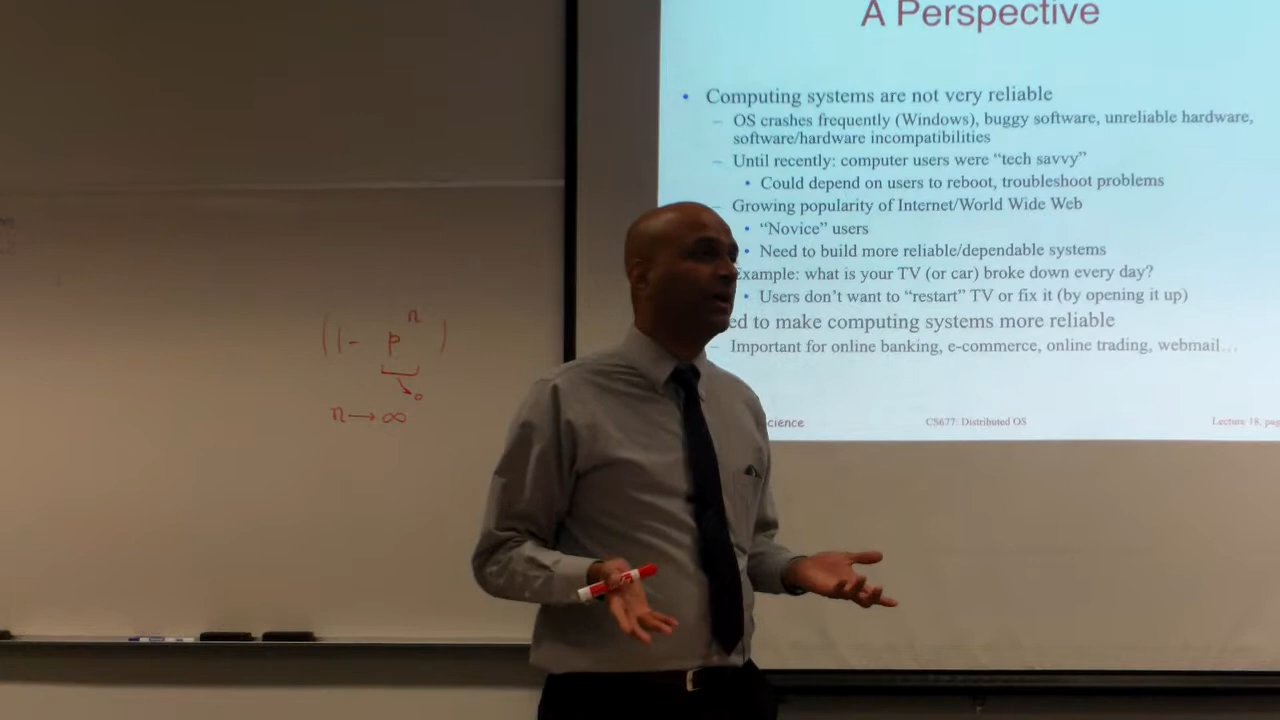 A Perspective
• Computing systems are not very reliable
– OS crashes frequently (Windows), buggy software, unreliable hardware,
software/hardware incompatibilities
– Until recently: computer users were “tech savvy”
• Could depend on users to reboot, troubleshoot problems
– Growing popularity of Internet/World Wide Web
• “Novice” users
• Need to build more reliable/dependable systems
Example: what is your TV (or car) broke down every day?
• Users don’t want to “restart” TV or fix it (by opening it up)
ed to make computing systems more reliable
– Important for online banking, e-commerce, online trading, webmail…
cience CS677: Distributed OS Lecture 18, pag
(1- p^n)
0
n→∞